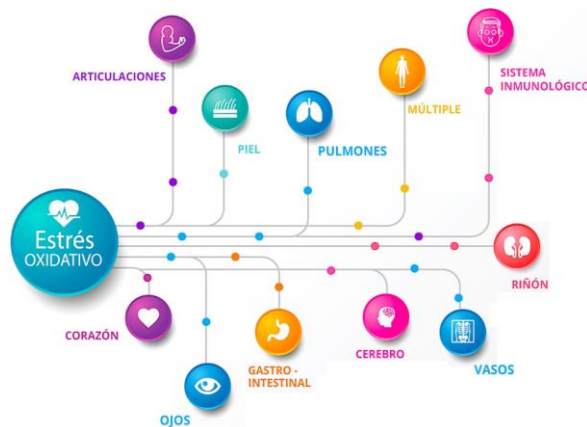 SISTEMA
INMUNOLÓGICO
ARTICULACIONES
MÚLTIPLE
PIEL
PULMONES
Estrés
OXIDATIVO
RIÑÓN
CORAZÓN
CEREBRO
VASOS
GASTRO -
INTESTINAL
OJOS